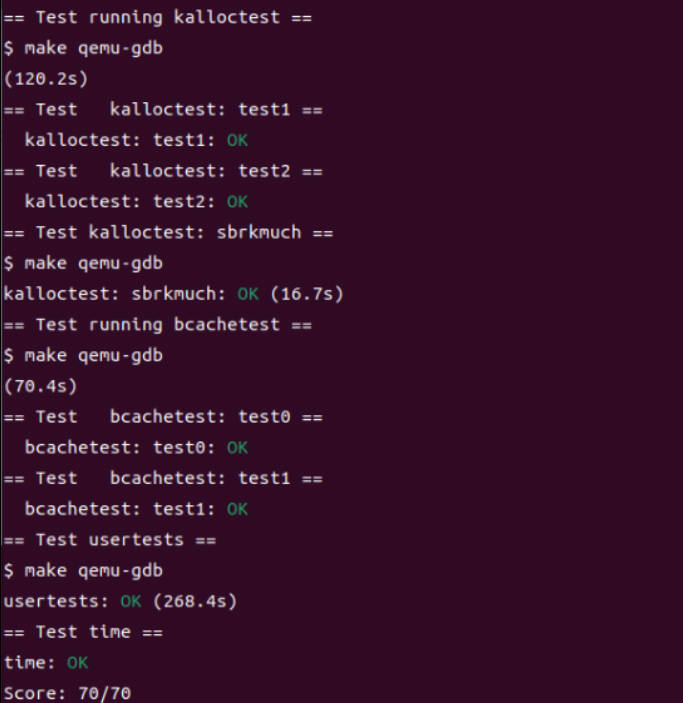 == Test running kalloctest ==
$ make qemu-gdb
(120.2s)
== Test   kalloctest: test1 ==
  kalloctest: test1: OK
== Test   kalloctest: test2 ==
  kalloctest: test2: OK
== Test kalloctest: sbrkmuch ==
$ make qemu-gdb
kalloctest: sbrkmuch: OK (16.7s)
== Test running bcachetest ==
$ make qemu-gdb
(70.4s)
== Test   bcachetest: test0 ==
  bcachetest: test0: OK
== Test   bcachetest: test1 ==
  bcachetest: test1: OK
== Test usertests ==
$ make qemu-gdb
usertests: OK (268.4s)
== Test time ==
time: OK
Score: 70/70